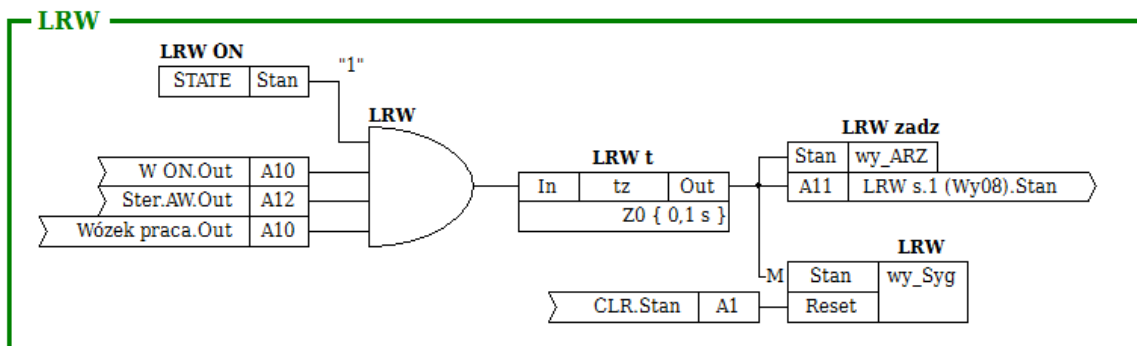 LRW
LRW ON
STATE Stan
"1"
LRW
W ON.Out A10
Ster.AW.Out A12
Wózek praca.Out A10
LRW t
In tz Out
Z0 { 0,1 s }
LRW zadz
Stan wy_ARZ
A11 LRW s.1 (Wy08).Stan
LRW
M Stan wy_Syg
CLR.Stan A1 Reset